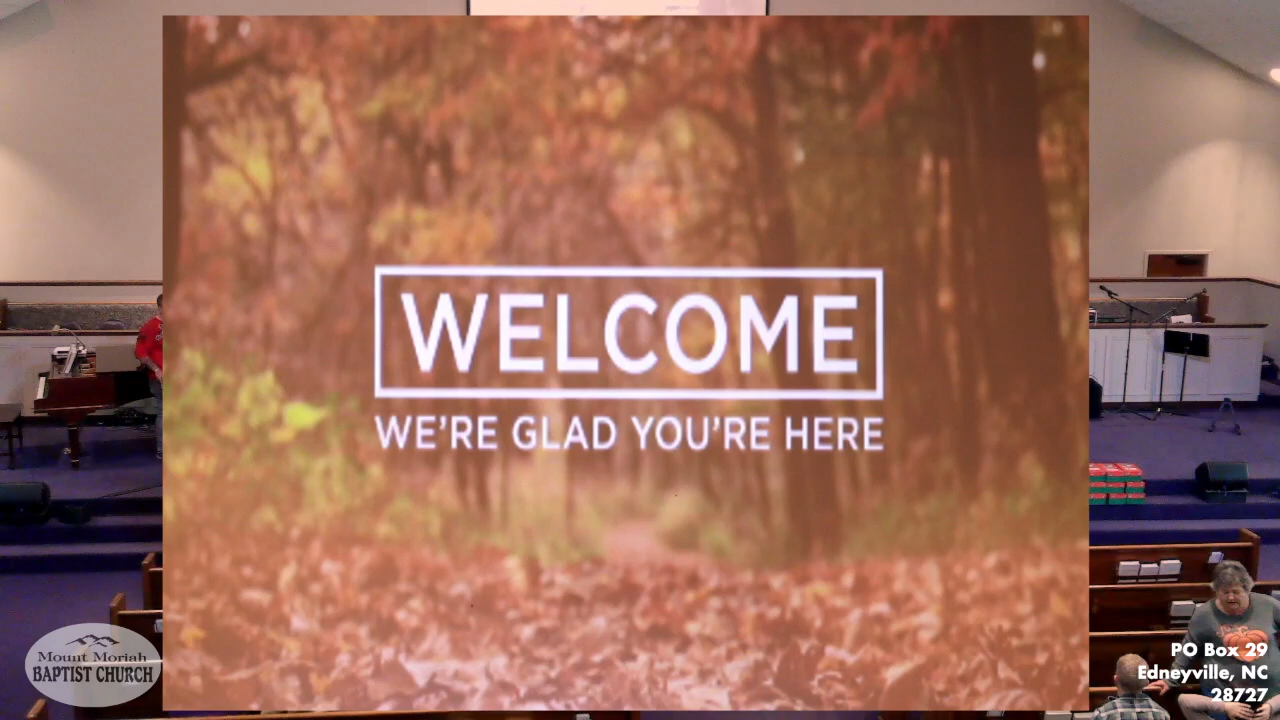 WELCOME
WE'RE GLAD YOU'RE HERE
Mount Moriah
BAPTIST CHURCH
PO Box 29
Edneyville, NC
28727